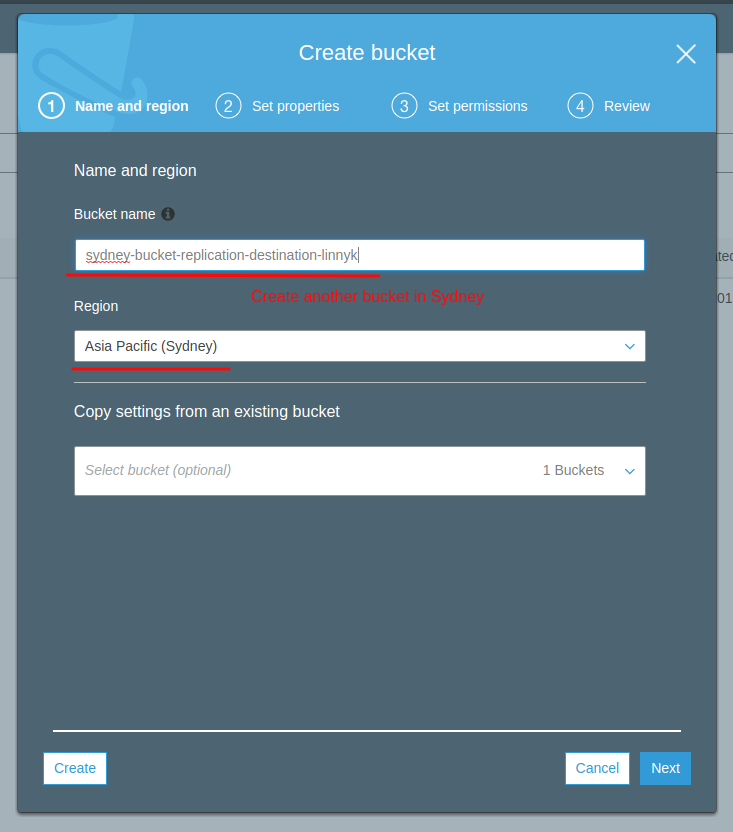 Create bucket
1 Name and region 2 Set properties 3 Set permissions 4 Review
Name and region
Bucket name
sydney-bucket-replication-destination-linnyk
Create another bucket in Sydney
Region
Asia Pacific (Sydney)
Copy settings from an existing bucket
Select bucket (optional) 1 Buckets
Create Cancel Next